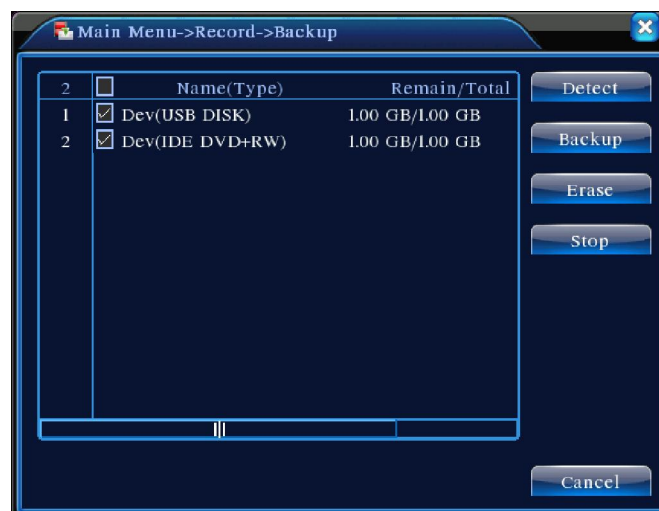 Main Menu->Record->Backup
2 Name(Type) Remain/Total
1 Dev(USB DISK) 1.00 GB/1.00 GB
2 Dev(IDE DVD+RW) 1.00 GB/1.00 GB
Detect
Backup
Erase
Stop
Cancel